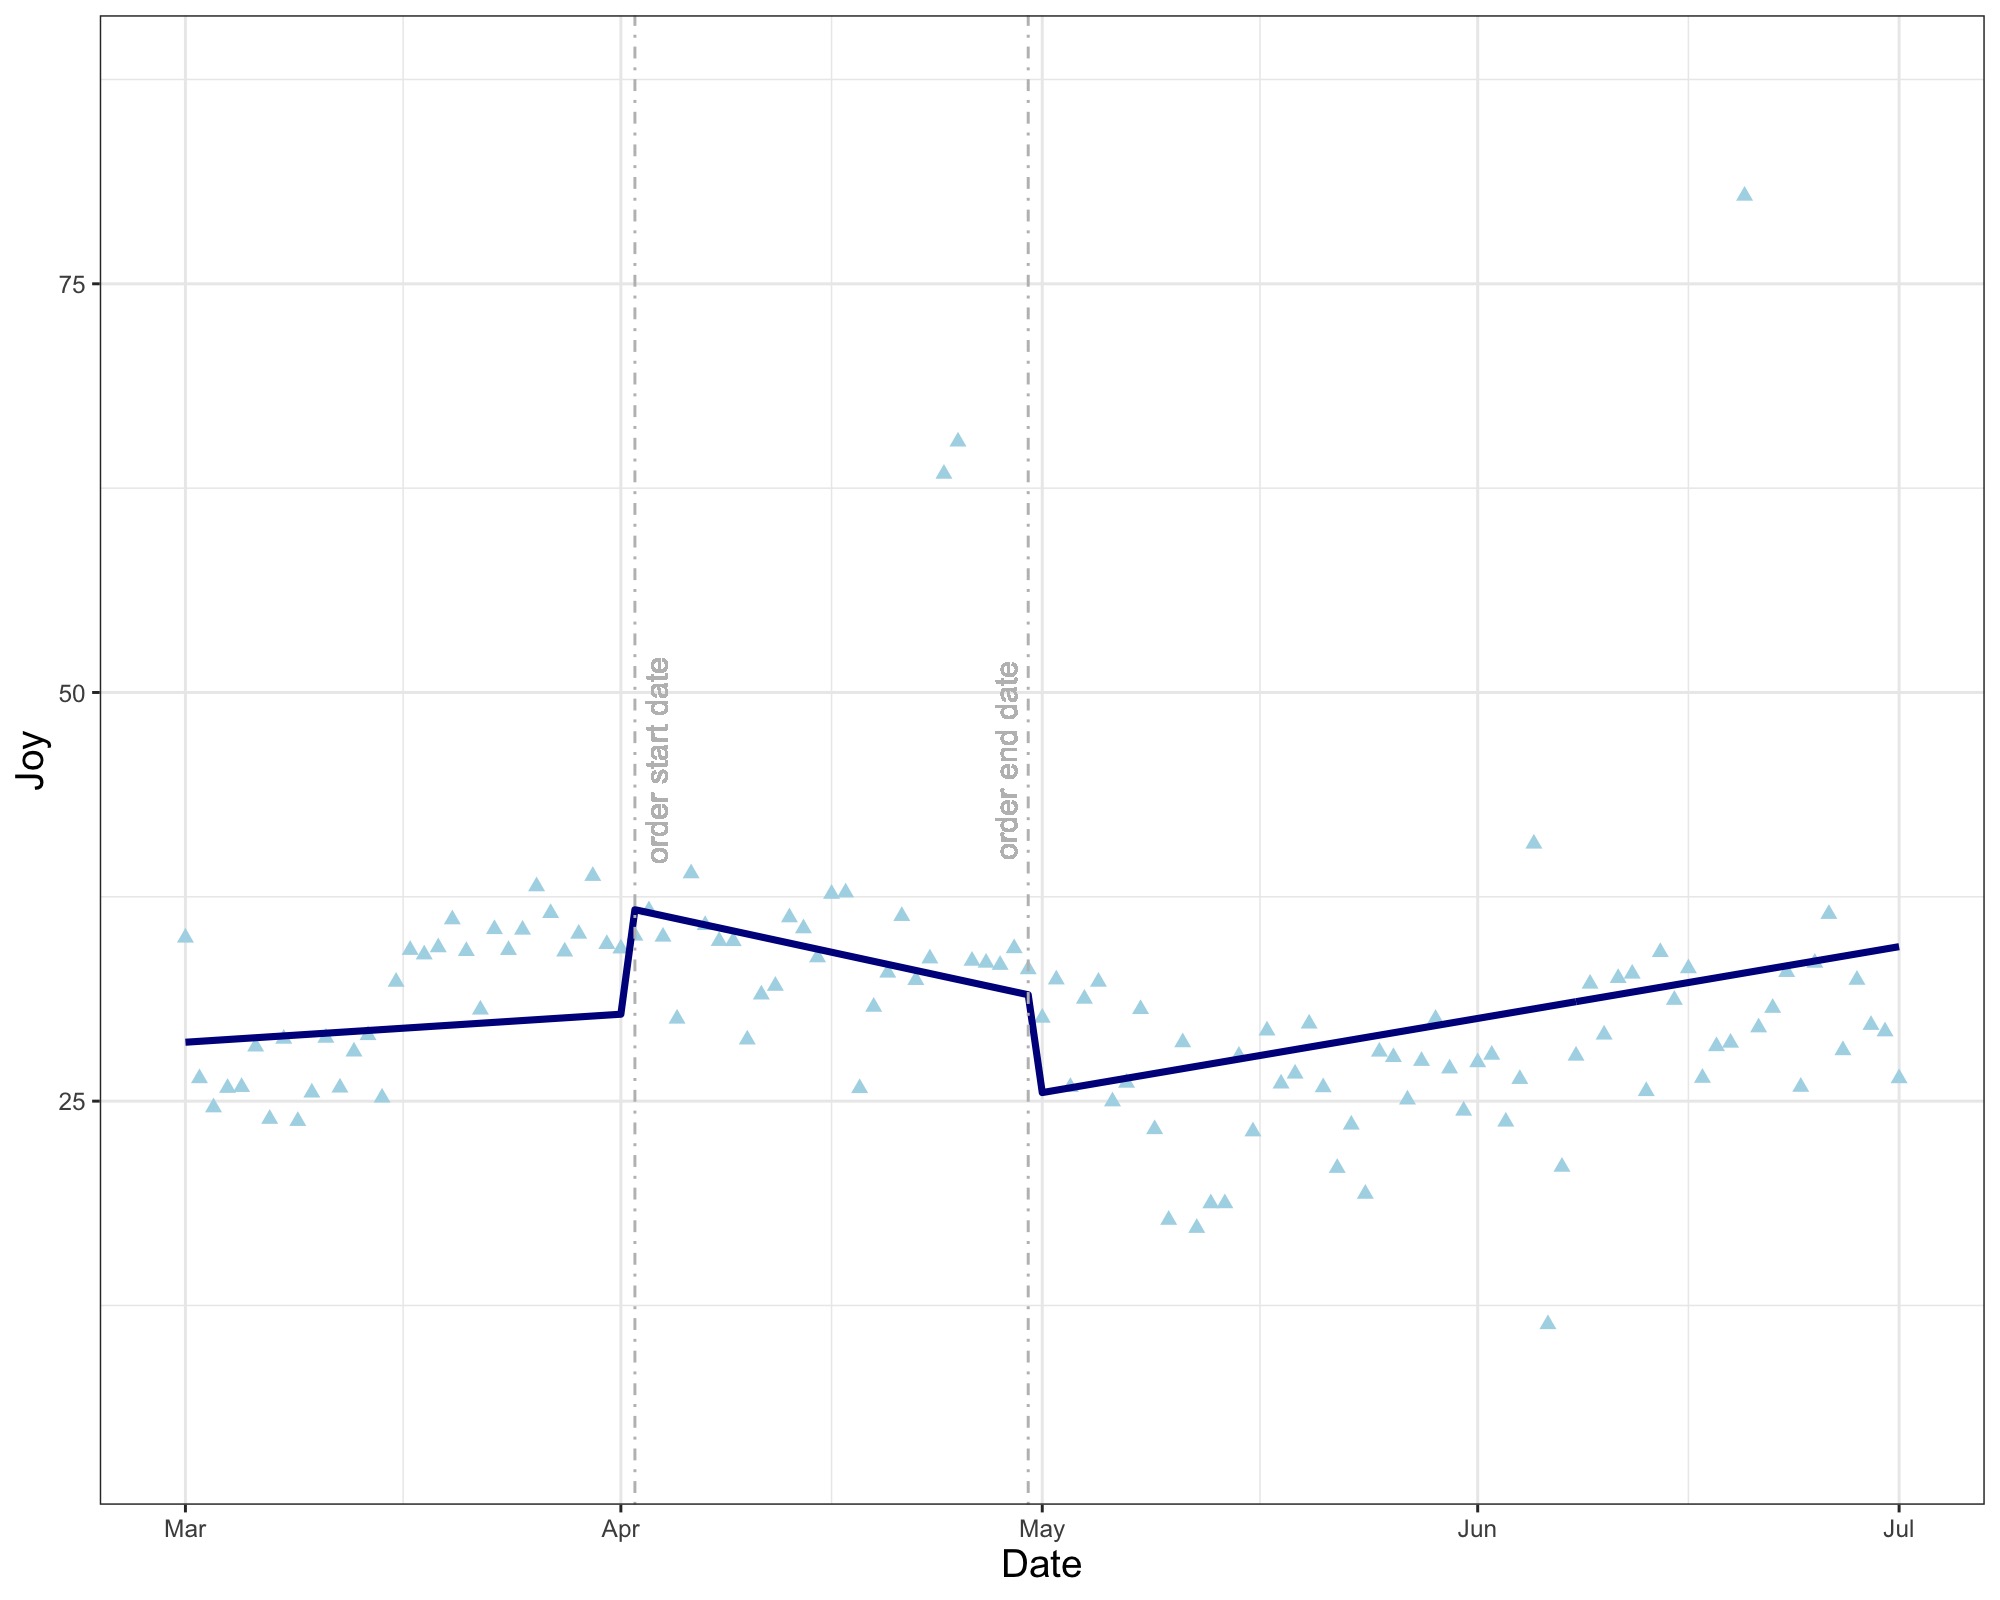 75
50
25
Joy
order start date
order end date
Mar
Apr
May
Jun
Jul
Date